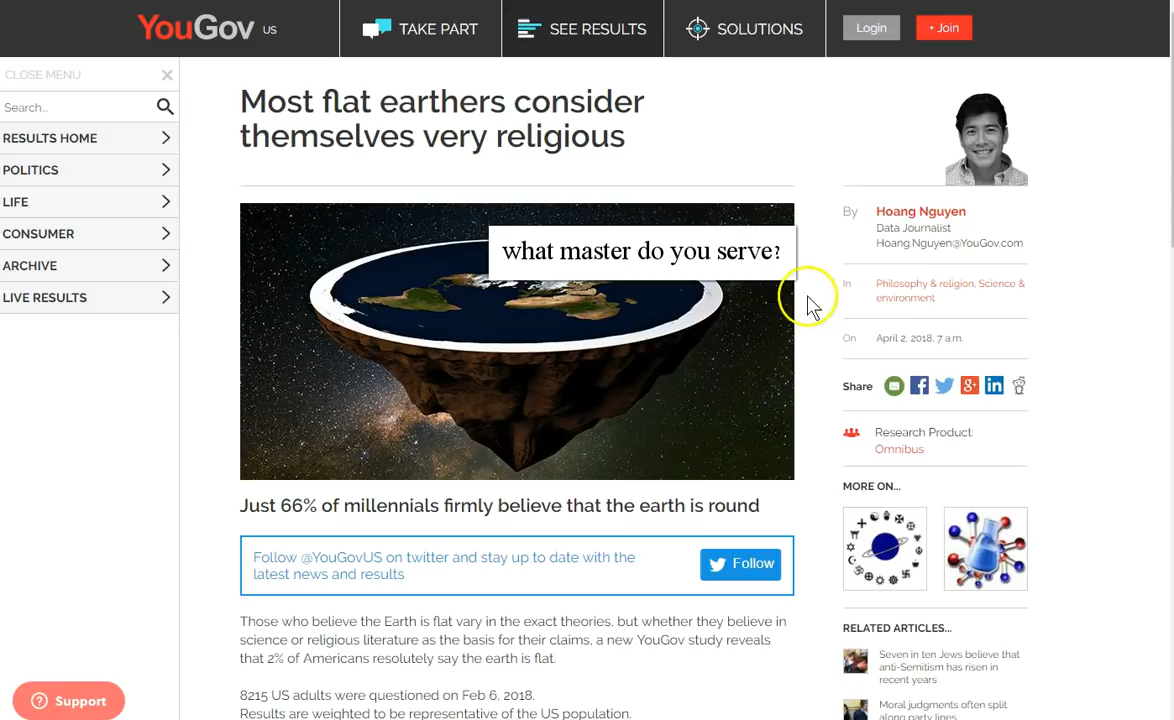 YouGov US
TAKE PART
SEE RESULTS
SOLUTIONS
Login
+ Join
CLOSE MENU
Search...
RESULTS HOME
POLITICS
LIFE
CONSUMER
ARCHIVE
LIVE RESULTS
Most flat earthers consider
themselves very religious
what master do you serve?
Just 66% of millennials firmly believe that the earth is round
Follow @YouGovUS on twitter and stay up to date with the
latest news and results
Follow
Those who believe the Earth is flat vary in the exact theories, but whether they believe in
science or religious literature as the basis for their claims, a new YouGov study reveals
that 2% of Americans resolutely say the earth is flat.
8215 US adults were questioned on Feb 6, 2018.
Results are weighted to be representative of the US population.
By Hoang Nguyen
Data Journalist
Hoang.Nguyen@YouGov.com
In Philosophy & religion, Science &
environment
On April 2, 2018, 7 a.m.
Share
Research Product:
Omnibus
MORE ON...
RELATED ARTICLES...
Seven in ten Jews believe that
anti-Semitism has risen in
recent years
Moral judgments often split
along party lines
? Support